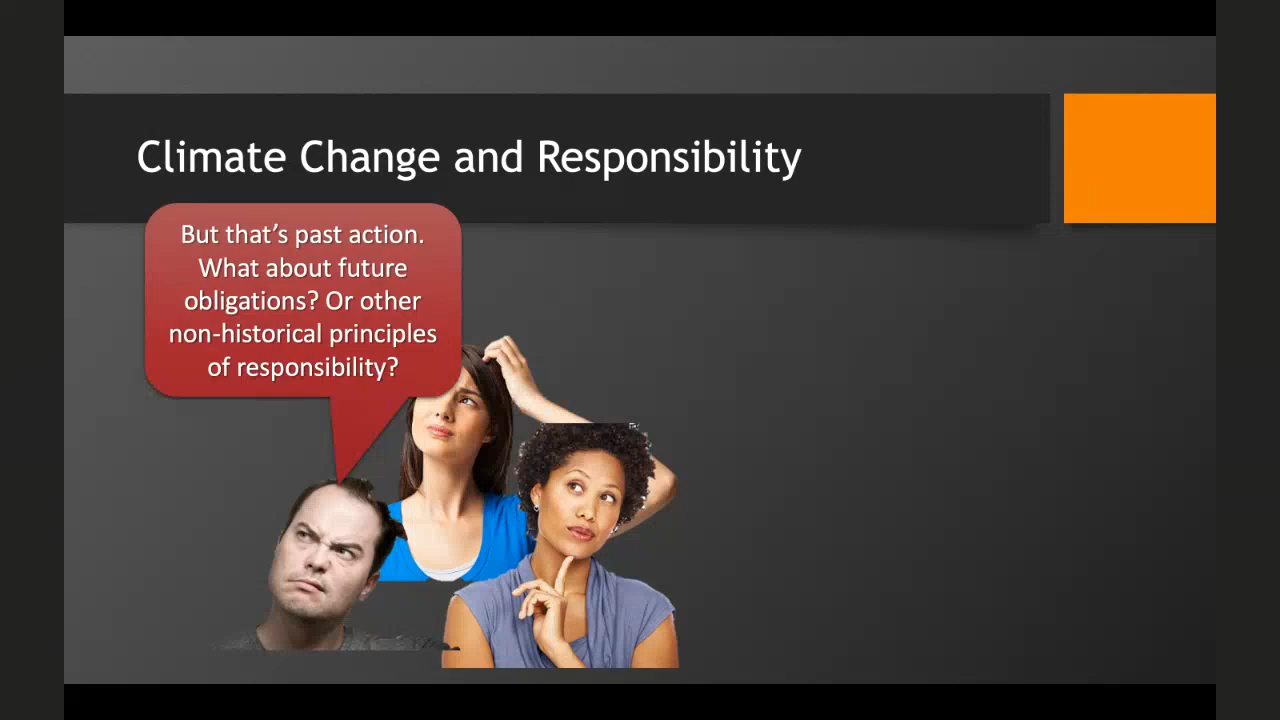 Climate Change and Responsibility
But that’s past action.
What about future
obligations? Or other
non-historical principles
of responsibility?